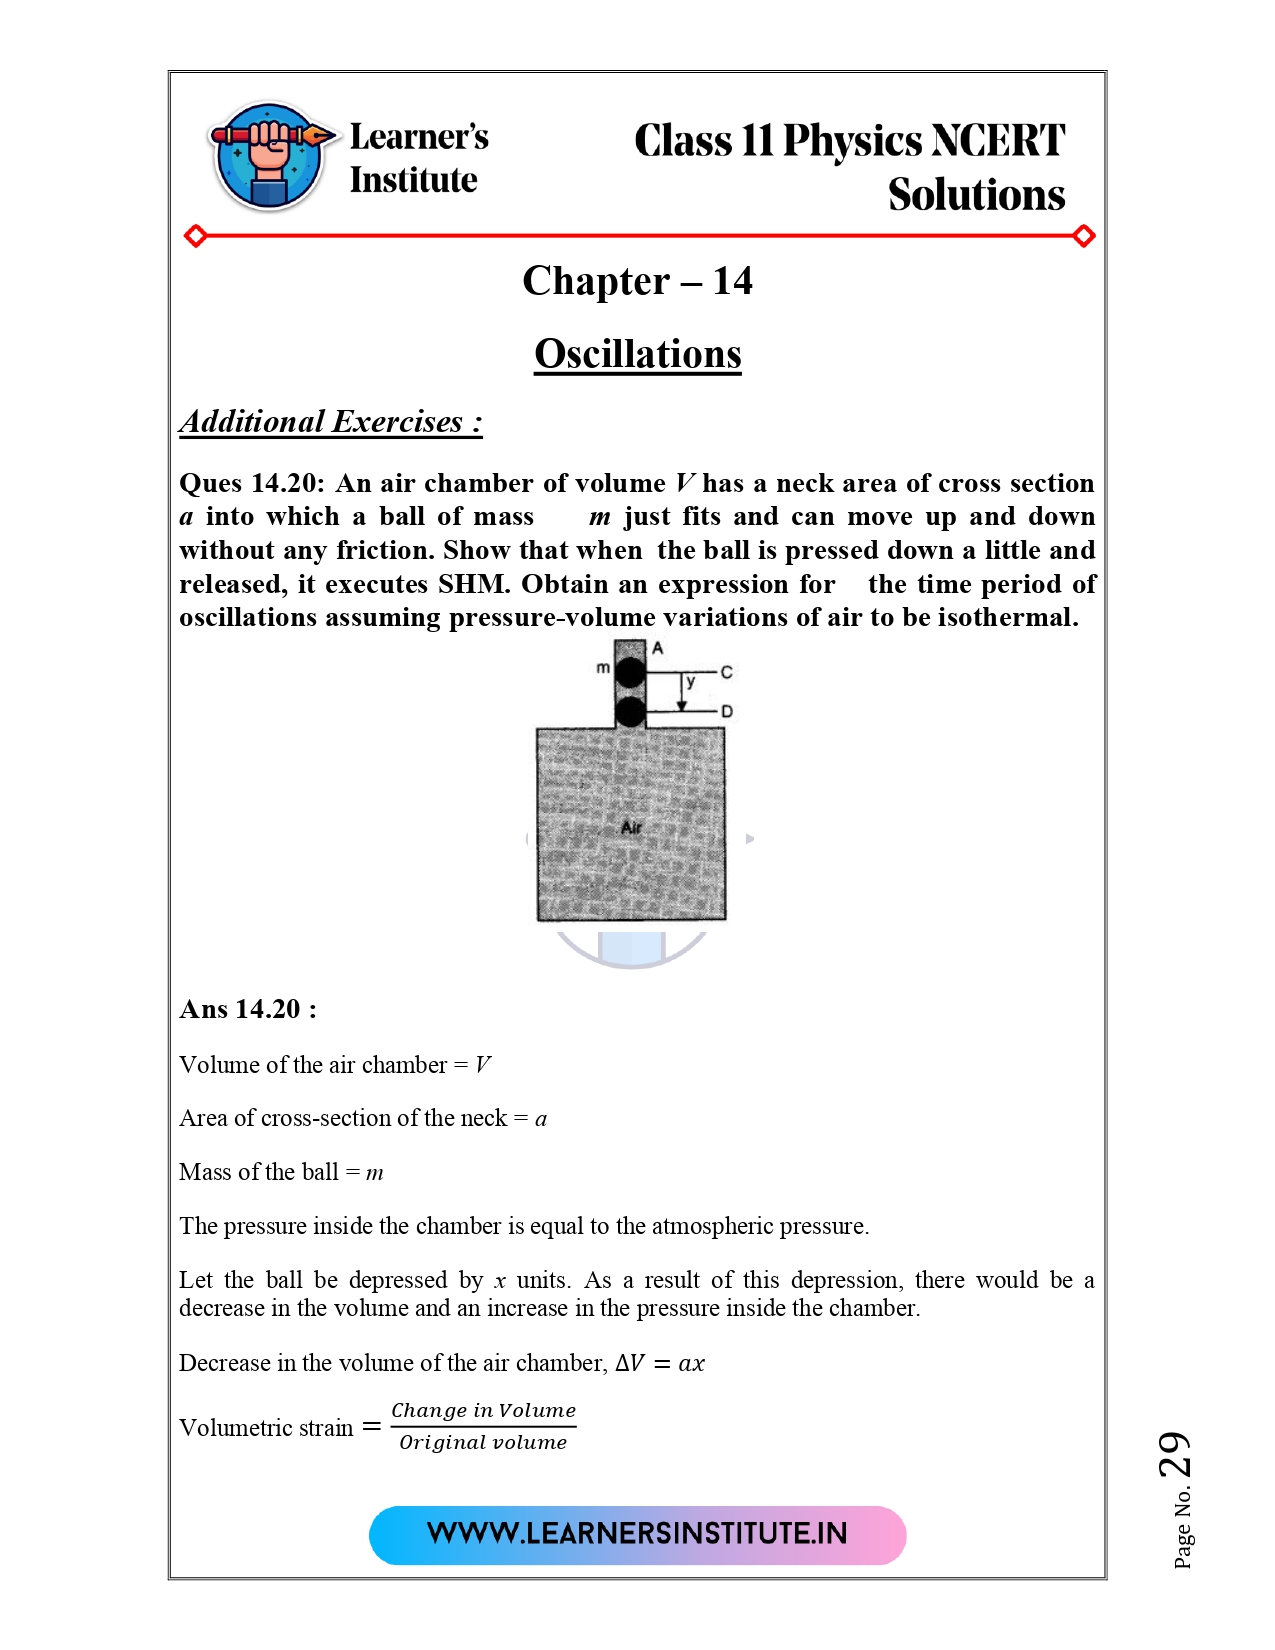 Learner's
Institute
Class 11 Physics NCERT
Solutions
Chapter – 14
Oscillations
Additional Exercises :
Ques 14.20: An air chamber of volume V has a neck area of cross section
a into which a ball of mass m just fits and can move up and down
without any friction. Show that when the ball is pressed down a little and
released, it executes SHM. Obtain an expression for the time period of
oscillations assuming pressure-volume variations of air to be isothermal.
A
m
C
y
D
Air
Ans 14.20 :
Volume of the air chamber = V
Area of cross-section of the neck = a
Mass of the ball = m
The pressure inside the chamber is equal to the atmospheric pressure.
Let the ball be depressed by x units. As a result of this depression, there would be a
decrease in the volume and an increase in the pressure inside the chamber.
Decrease in the volume of the air chamber, ΔV = ax
Volumetric strain = Change in Volume / Original volume
WWW.LEARNERSINSTITUTE.IN
Page No. 29